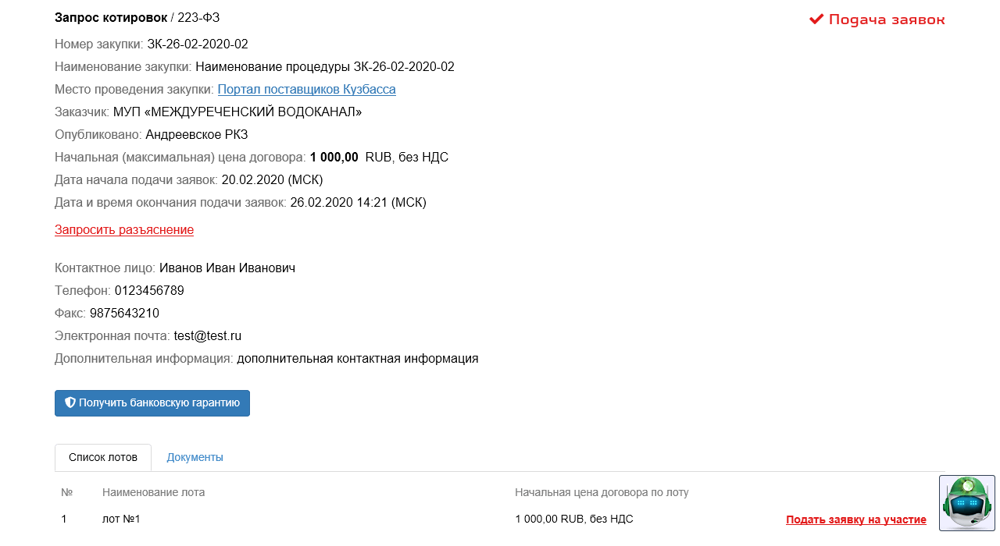 Запрос котировок / 223-ФЗ
Подача заявок
Номер закупки: ЗК-26-02-2020-02
Наименование закупки: Наименование процедуры ЗК-26-02-2020-02
Место проведения закупки: Портал поставщиков Кузбасса
Заказчик: МУП «МЕЖДУРЕЧЕНСКИЙ ВОДОКАНАЛ»
Опубликовано: Андреевское РКЗ
Начальная (максимальная) цена договора: 1 000,00 RUB, без НДС
Дата начала подачи заявок: 20.02.2020 (МСК)
Дата и время окончания подачи заявок: 26.02.2020 14:21 (МСК)
Запросить разъяснение
Контактное лицо: Иванов Иван Иванович
Телефон: 0123456789
Факс: 9875643210
Электронная почта: test@test.ru
Дополнительная информация: дополнительная контактная информация
Получить банковскую гарантию
Список лотов Документы
№ Наименование лота Начальная цена договора по лоту
1 лот №1 1 000,00 RUB, без НДС Подать заявку на участие